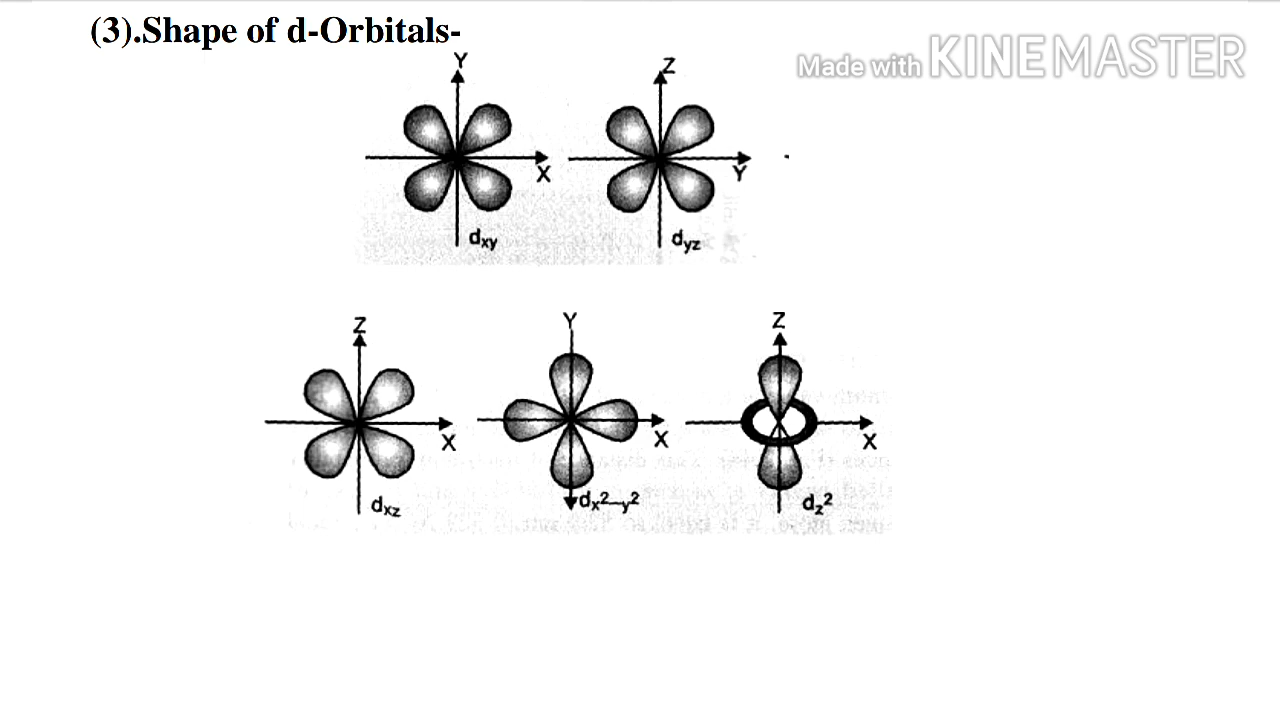 (3).Shape of d-Orbitals-
Made with KINEMASTER
Y
Z
X
Y
dxy
dyz
Z
Y
Z
X
X
X
dxz
dx²–y²
dz²